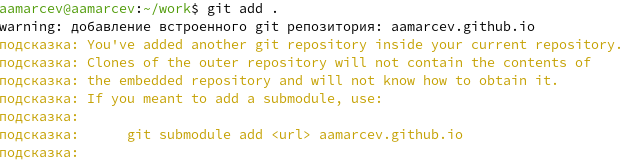 aamarcev@aamarcev:~/work$ git add .
warning: добавление встроенного git репозитория: aamarcev.github.io
подсказка: You've added another git repository inside your current repository.
подсказка: Clones of the outer repository will not contain the contents of
подсказка: the embedded repository and will not know how to obtain it.
подсказка: If you meant to add a submodule, use:
подсказка:
подсказка: git submodule add <url> aamarcev.github.io
подсказка: